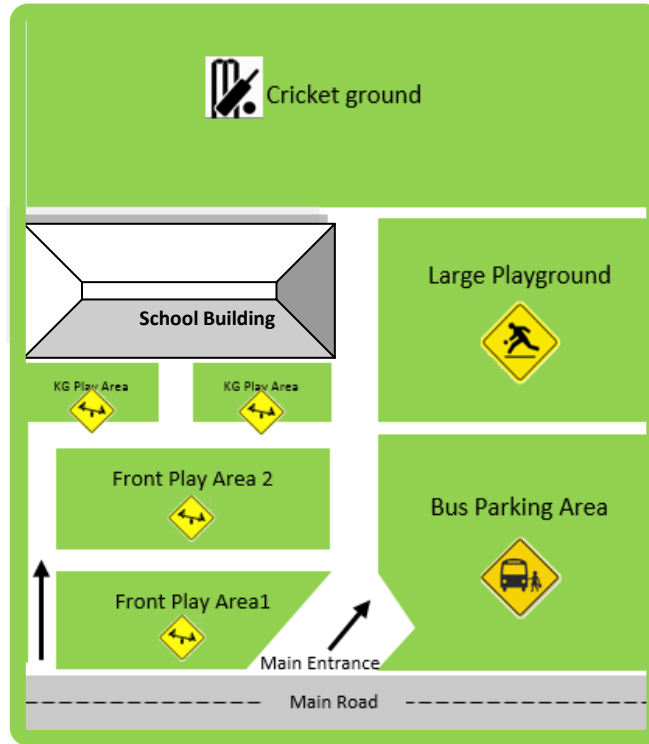 Cricket ground
Large Playground
School Building
KG Play Area
KG Play Area
Front Play Area 2
Bus Parking Area
Front Play Area1
Main Entrance
Main Road